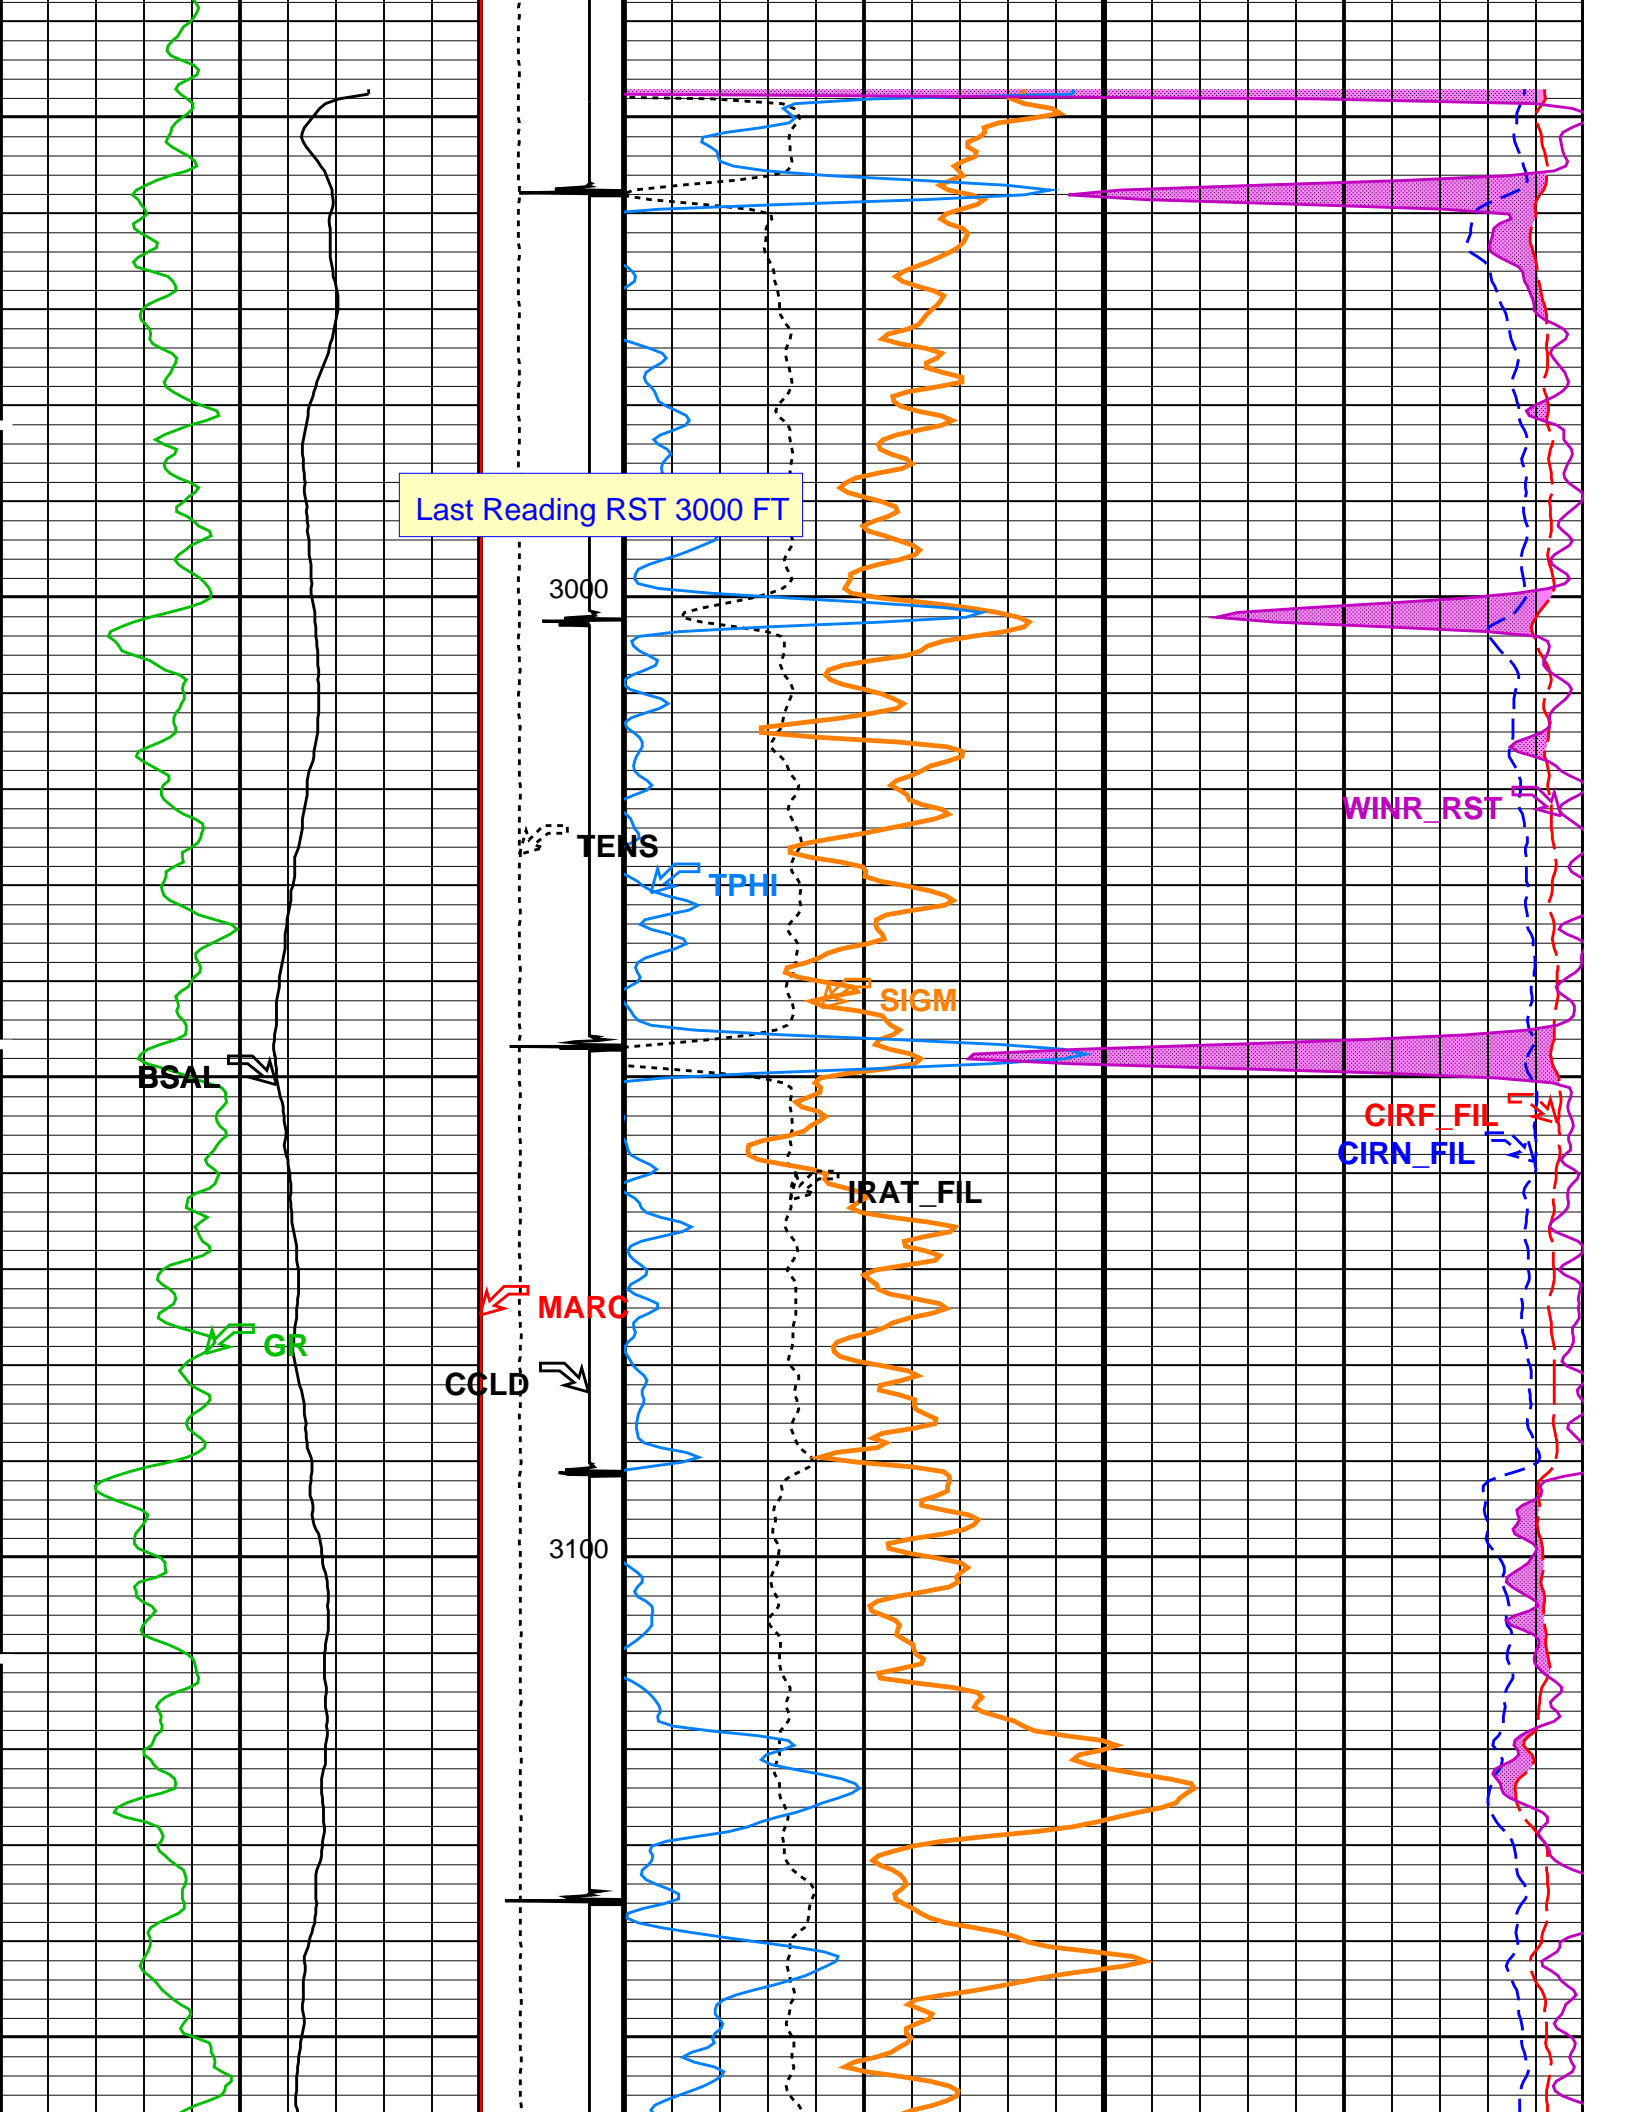 Last Reading RST 3000 FT
3000
WINR_RST
TENS
TPHI
SIGM
BSAL
CIRF_FIL
CIRN_FIL
IRAT_FIL
MARC
GR
CCLD
3100